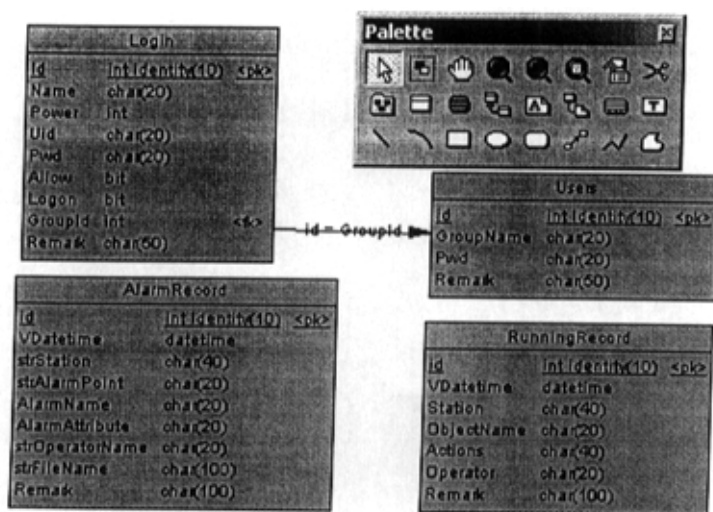 Login
id Int Identity(10) <pk>
Name char(20)
Power int
Uid char(20)
Pwd char(20)
Allow bit
Logon bit
GroupId int <fk>
Remark char(50)
Palette
id = GroupId
Users
id Int Identity(10) <pk>
GroupName char(20)
Pwd char(20)
Remark char(50)
AlarmRecord
id Int Identity(10) <pk>
VDatetime datetime
strStation char(40)
strAlarmPoint char(20)
AlarmName char(20)
AlarmAttribute char(20)
strOperatorName char(20)
strFileName char(100)
Remark char(100)
RunningRecord
id Int Identity(10) <pk>
VDatetime datetime
Station char(40)
ObjectName char(20)
Actions char(40)
Operator char(20)
Remark char(100)